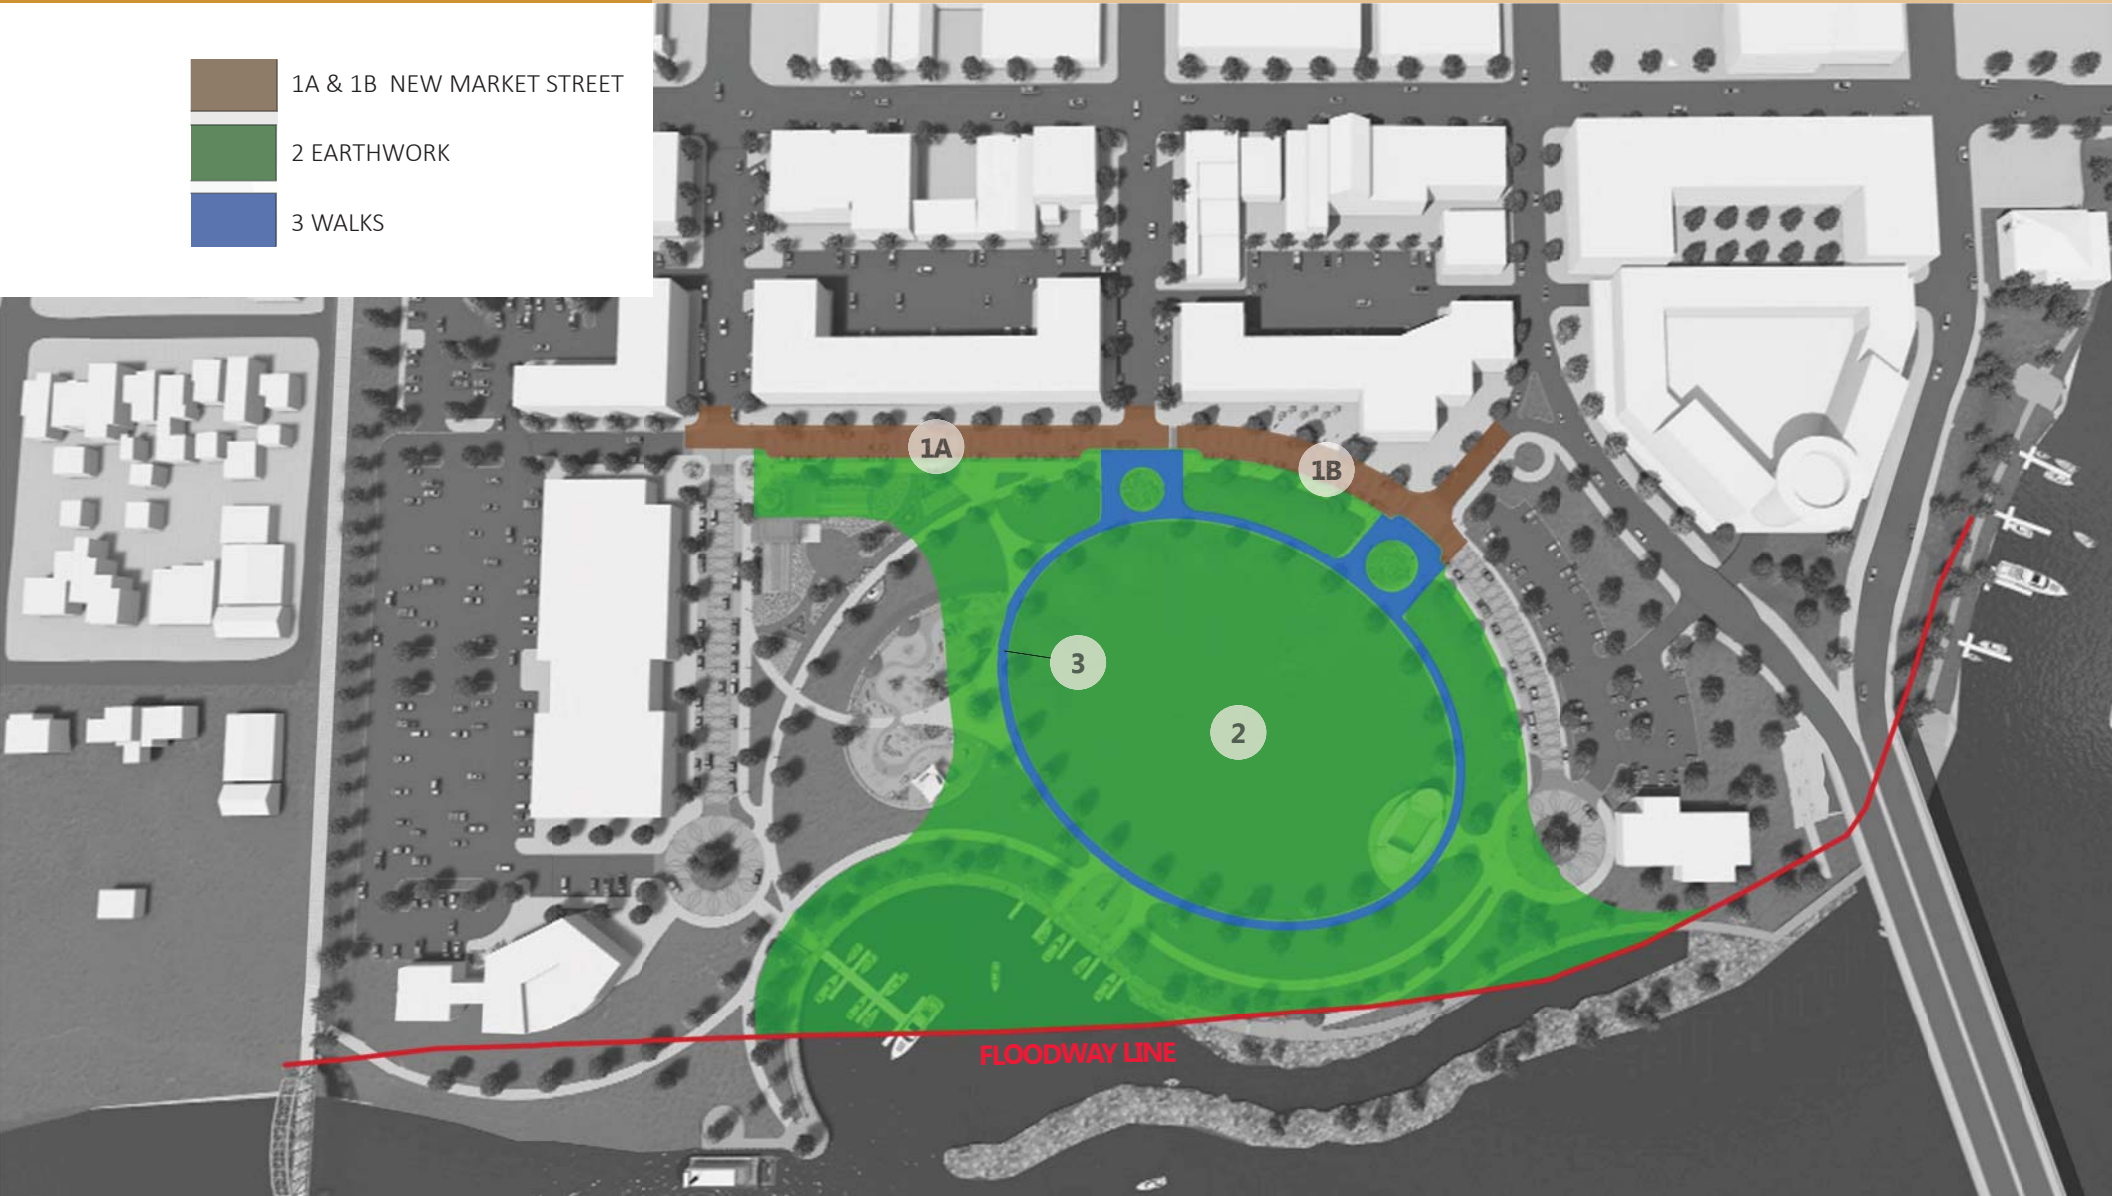 1A & 1B NEW MARKET STREET
2 EARTHWORK
3 WALKS
1A
1B
3
2
FLOODWAY LINE